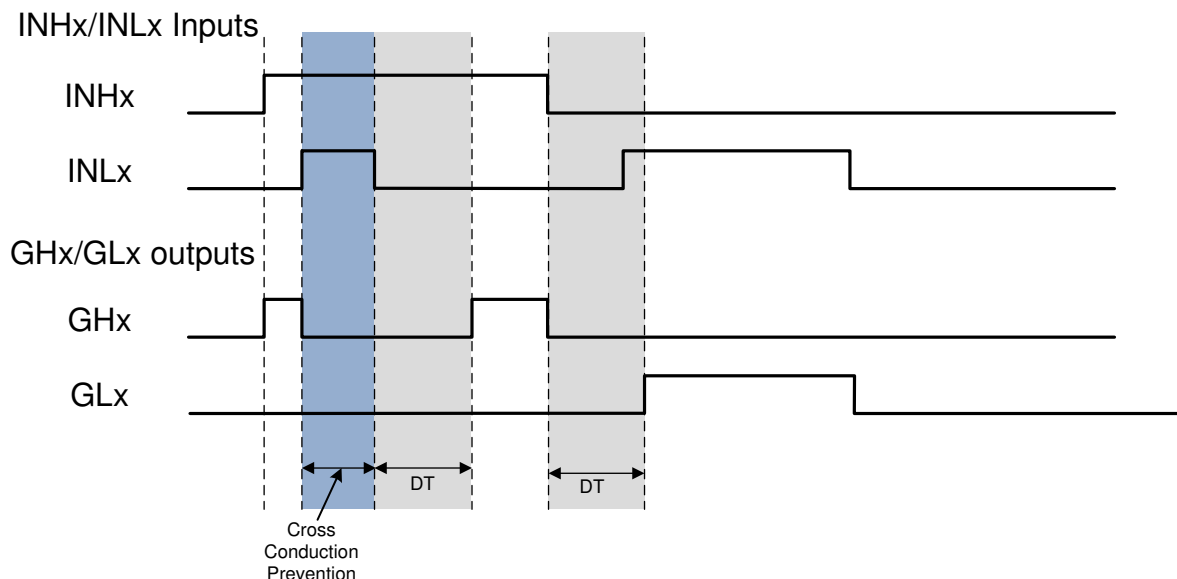 INHx/INLx Inputs
INHx
INLx
GHx/GLx outputs
GHx
GLx
DT
DT
Cross
Conduction
Prevention